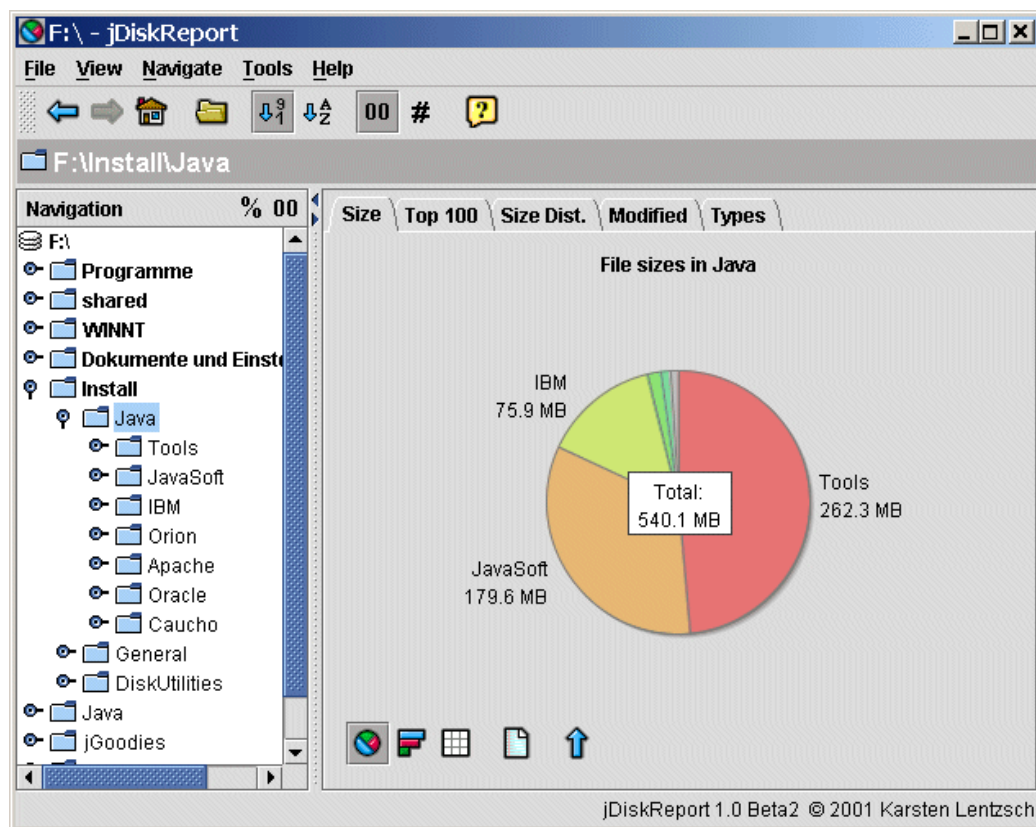 F:\ - jDiskReport
File View Navigate Tools Help
9 1 A Z 00 # ?
F:\Install\Java
Navigation % 00
F:\
Programme
shared
WINNT
Dokumente und Einst
Install
Java
Tools
JavaSoft
IBM
Orion
Apache
Oracle
Caucho
General
DiskUtilities
Java
jGoodies
Size Top 100 Size Dist. Modified Types
File sizes in Java
IBM
75.9 MB
Total:
540.1 MB
Tools
262.3 MB
JavaSoft
179.6 MB
jDiskReport 1.0 Beta2 © 2001 Karsten Lentzsch